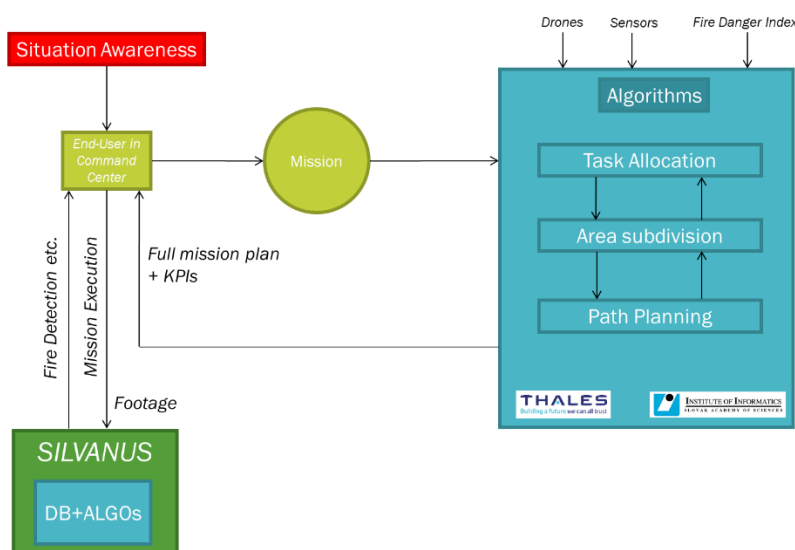 Drones
Sensors
Fire Danger Index
Situation Awareness
Algorithms
End-User in
Command
Center
Mission
Task Allocation
Area subdivision
Path Planning
Full mission plan
+ KPIs
Fire Detection etc.
Mission Execution
Footage
THALES
Building a future we can all trust
INSTITUTE OF INFORMATICS
SLOVAK ACADEMY OF SCIENCES
SILVANUS
DB+ALGOs